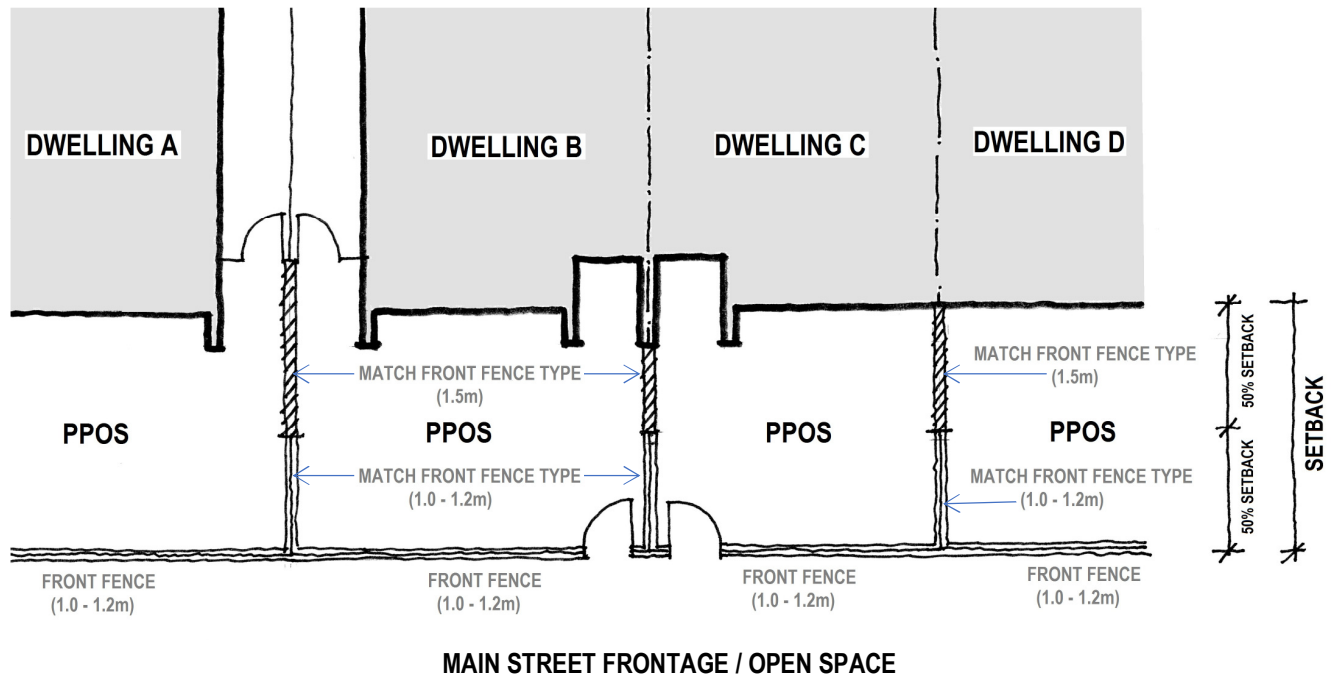 DWELLING A
DWELLING B
DWELLING C
DWELLING D
MATCH FRONT FENCE TYPE
(1.5m)
MATCH FRONT FENCE TYPE
(1.5m)
50% SETBACK
SETBACK
PPOS
PPOS
PPOS
PPOS
MATCH FRONT FENCE TYPE
(1.0 - 1.2m)
MATCH FRONT FENCE TYPE
(1.0 - 1.2m)
50% SETBACK
FRONT FENCE
(1.0 - 1.2m)
FRONT FENCE
(1.0 - 1.2m)
FRONT FENCE
(1.0 - 1.2m)
FRONT FENCE
(1.0 - 1.2m)
MAIN STREET FRONTAGE / OPEN SPACE